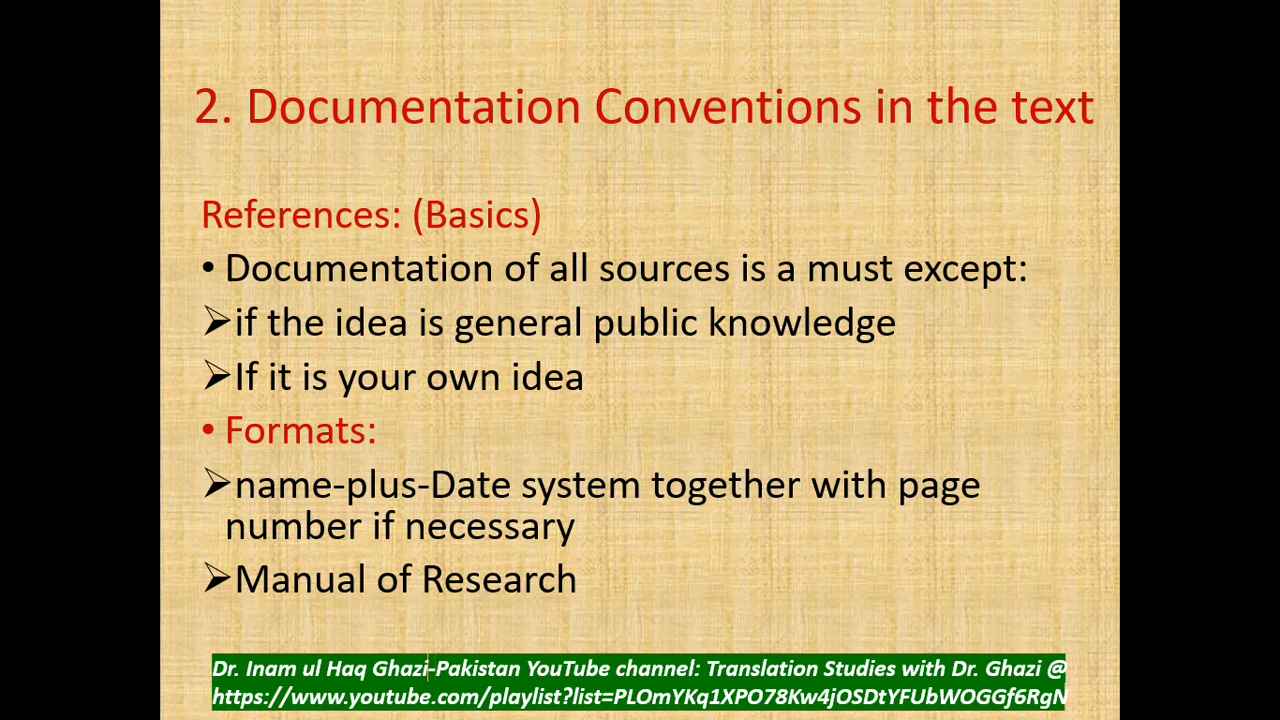 2. Documentation Conventions in the text
References: (Basics)
• Documentation of all sources is a must except:
➢if the idea is general public knowledge
➢If it is your own idea
• Formats:
➢name-plus-Date system together with page
number if necessary
➢Manual of Research
Dr. Inam ul Haq Ghazi-Pakistan YouTube channel: Translation Studies with Dr. Ghazi @
https://www.youtube.com/playlist?list=PLOmYKq1XPO78Kw4jOSDtYFUbWOGGf6RgN